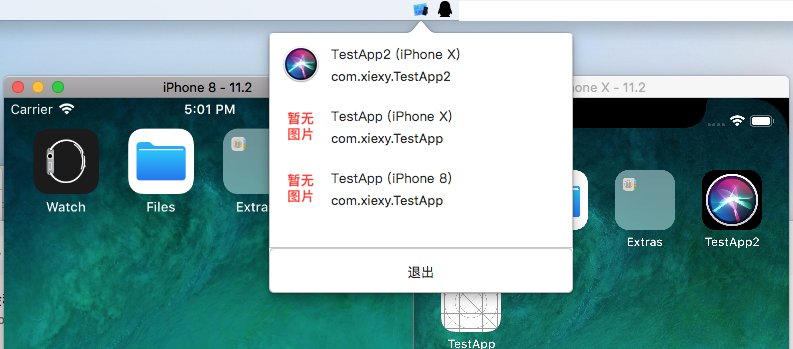 TestApp2 (iPhone X)
com.xiexy.TestApp2
暂无
图片
TestApp (iPhone X)
com.xiexy.TestApp
暂无
图片
TestApp (iPhone 8)
com.xiexy.TestApp
退出
iPhone 8 - 11.2
Carrier
5:01 PM
Watch
Files
Extra
one X - 11.2
Extras
TestApp2
TestApp